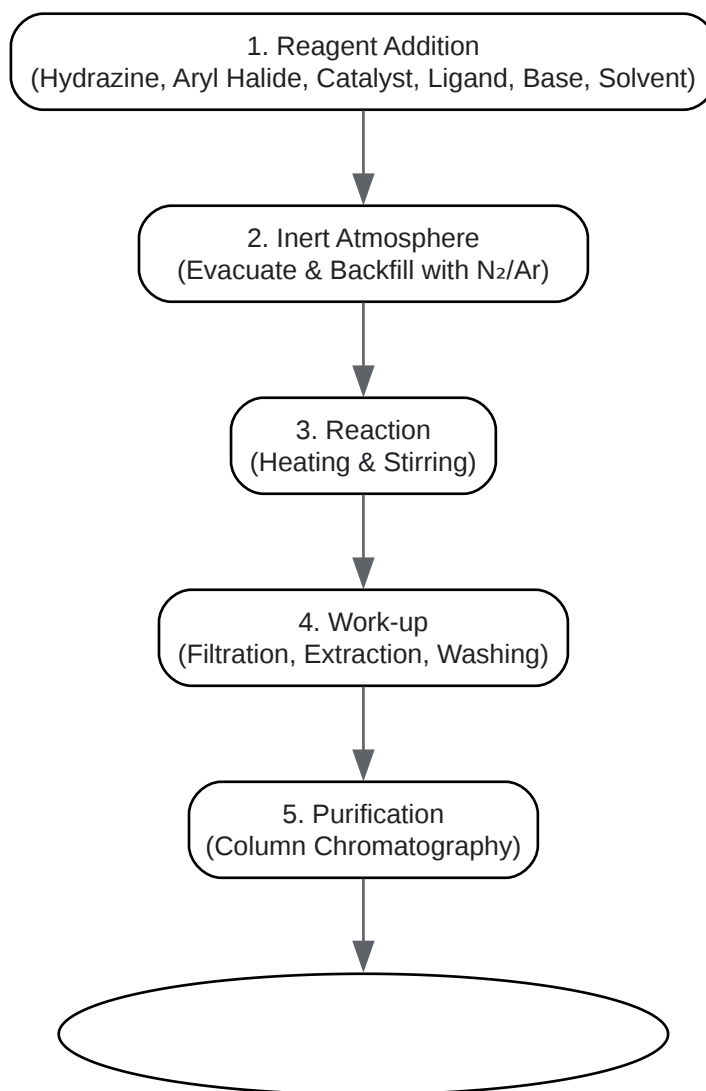 1. Reagent Addition
(Hydrazine, Aryl Halide, Catalyst, Ligand, Base, Solvent)
2. Inert Atmosphere
(Evacuate & Backfill with N₂/Ar)
3. Reaction
(Heating & Stirring)
4. Work-up
(Filtration, Extraction, Washing)
5. Purification
(Column Chromatography)